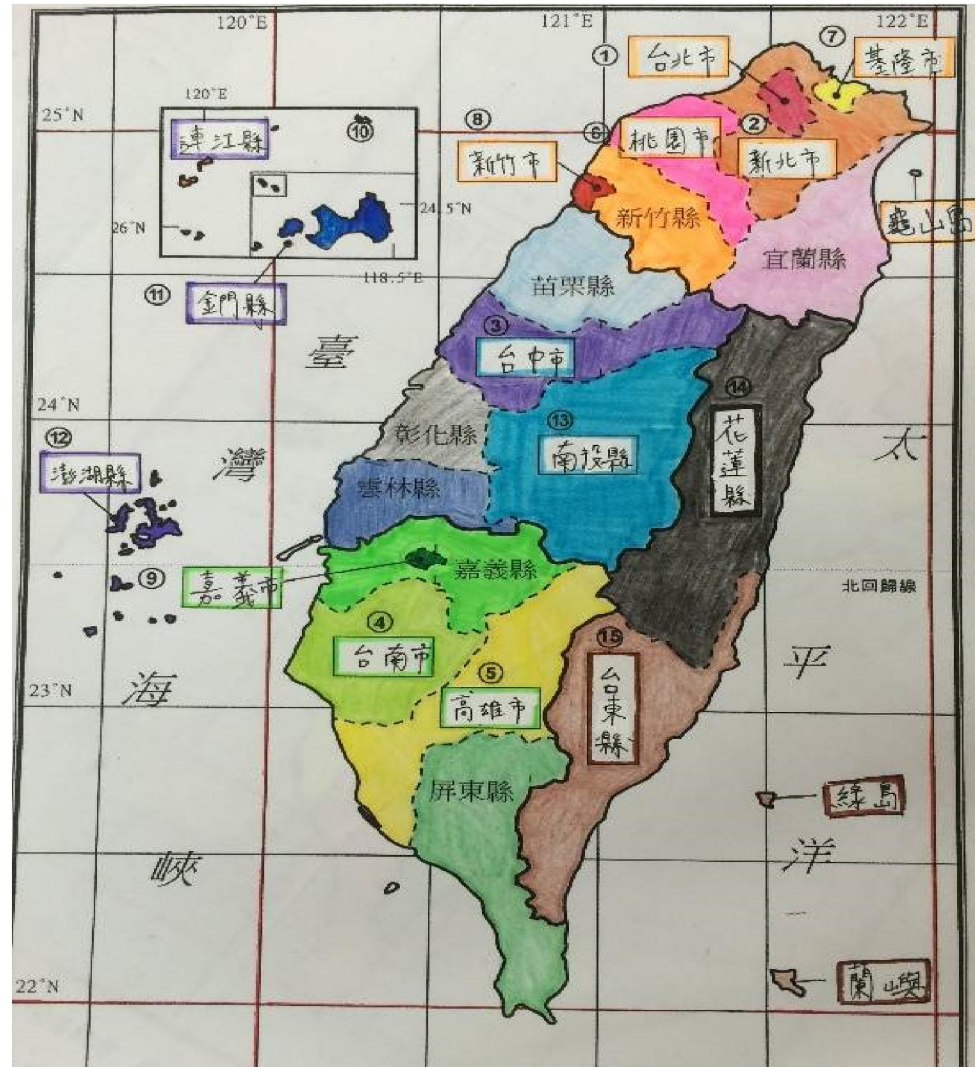 120°E
121°E
122°E
⑦
①
台北市
基隆市
120°E
25°N
連江縣
⑩
⑧
⑥
桃園市
②
新竹市
新北市
24.5°N
26°N
新竹縣
龜山島
宜蘭縣
118.5°E
苗栗縣
⑪
金門縣
③
臺
台中市
⑭
24°N
⑬
⑫
彰化縣
花蓮縣
太
南投縣
灣
澎湖縣
雲林縣
⑨
嘉義市
嘉義縣
北回歸線
④
⑮
台南市
平
⑤
台東縣
23°N
海
高雄市
屏東縣
綠島
洋
峽
22°N
蘭嶼